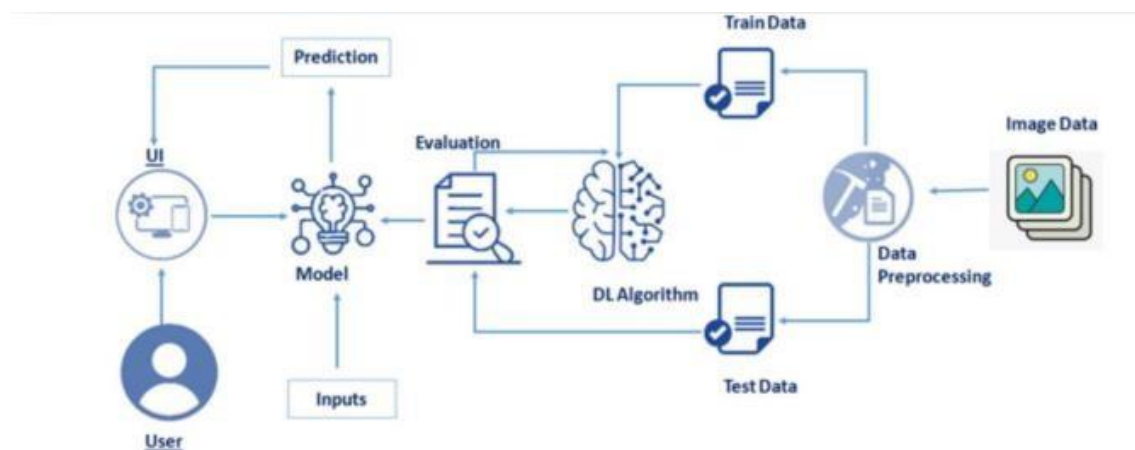 Train Data
Prediction
Image Data
Evaluation
UI
Data
Preprocessing
Model
DL Algorithm
Test Data
Inputs
User